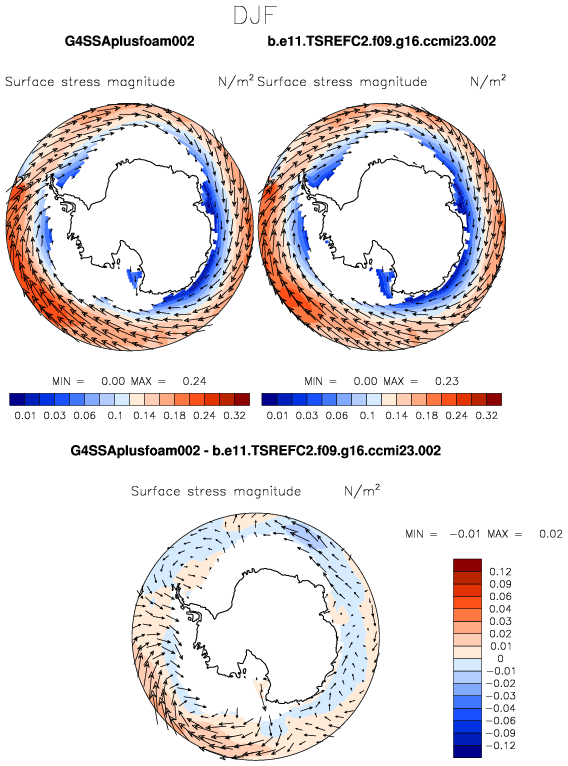 DJF
G4SSAplusfoam002 b.e11.TSREFC2.f09.g16.ccmi23.002
Surface stress magnitude N/m² Surface stress magnitude N/m²
MIN = 0.00 MAX = 0.24 MIN = 0.00 MAX = 0.23
0.01 0.03 0.06 0.1 0.14 0.18 0.24 0.32 0.01 0.03 0.06 0.1 0.14 0.18 0.24 0.32
G4SSAplusfoam002 - b.e11.TSREFC2.f09.g16.ccmi23.002
Surface stress magnitude N/m²
MIN = -0.01 MAX = 0.02
0.12
0.09
0.06
0.04
0.03
0.02
0.01
0
-0.01
-0.02
-0.03
-0.04
-0.06
-0.09
-0.12